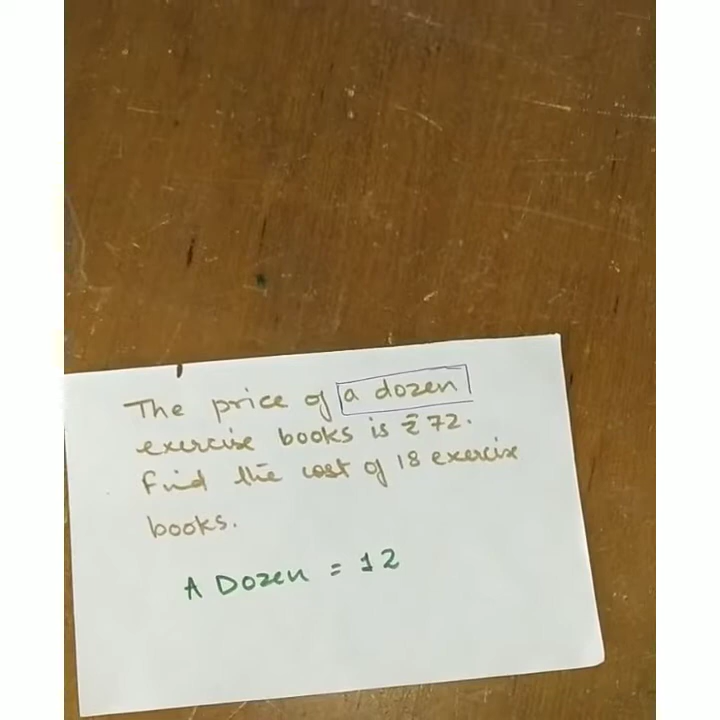 The price of a dozen
exercise books is ₹72.
Find the cost of 18 exercise
books.
A Dozen = 12